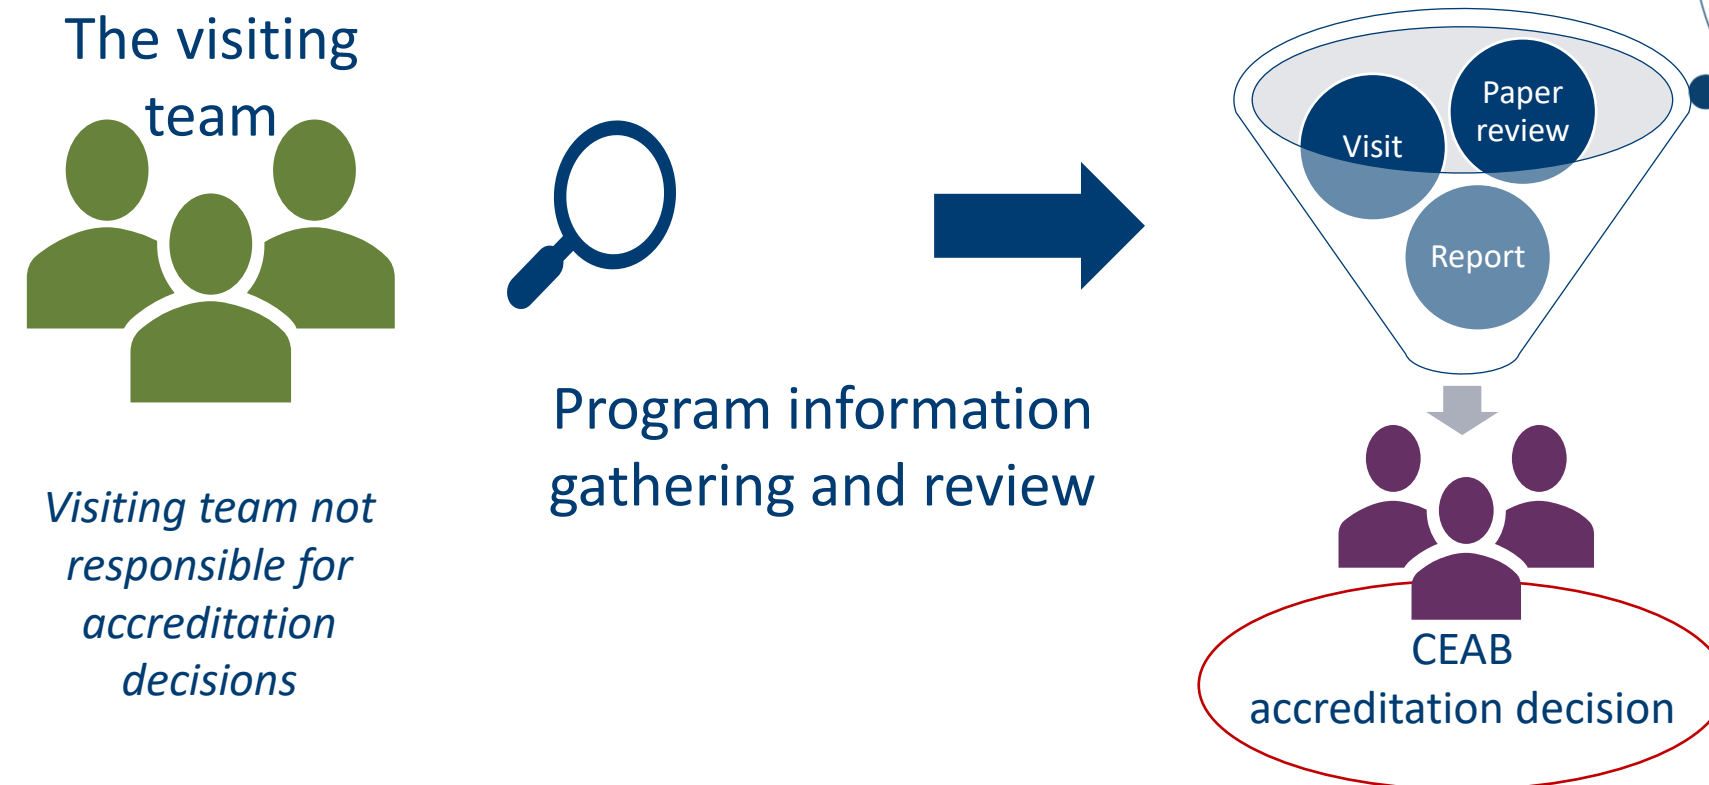 The visiting
team
Visiting team not
responsible for
accreditation
decisions
Program information
gathering and review
Visit
Paper
review
Report
CEAB
accreditation decision